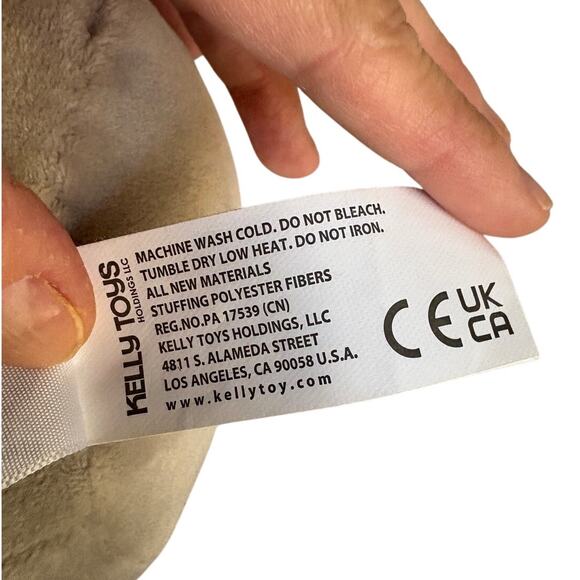 KELLY TOYS
HOLDINGS LLC
MACHINE WASH COLD. DO NOT BLEACH.
TUMBLE DRY LOW HEAT. DO NOT IRON.
ALL NEW MATERIALS
STUFFING POLYESTER FIBERS
REG.NO.PA 17539 (CN)
KELLY TOYS HOLDINGS, LLC
4811 S. ALAMEDA STREET
LOS ANGELES, CA 90058 U.S.A.
www.kellytoy.com
CE
UK
CA